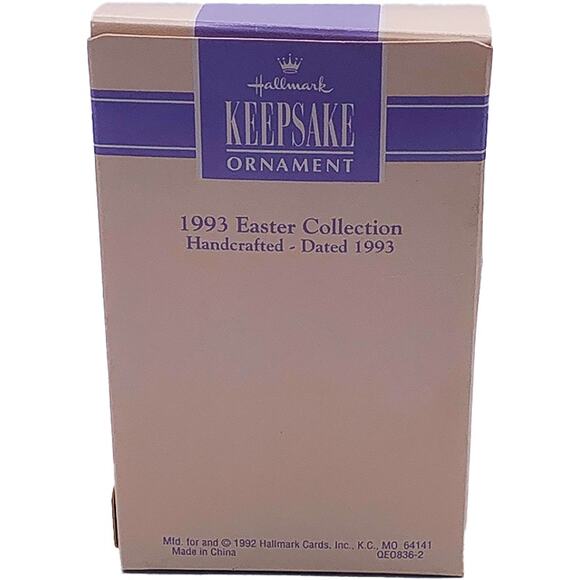 Hallmark
KEEPSAKE
ORNAMENT
1993 Easter Collection
Handcrafted - Dated 1993
Mfd. for and © 1992 Hallmark Cards, Inc., K.C., MO 64141
Made in China QEO836-2